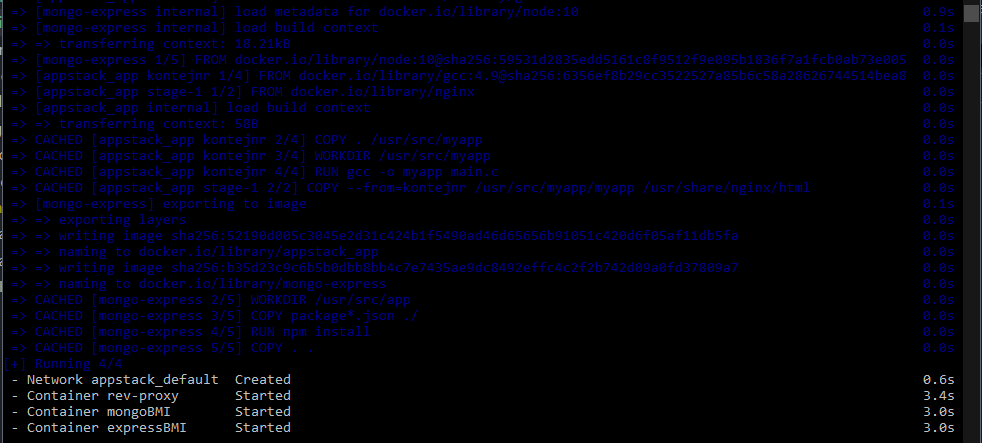 => [mongo-express internal] load metadata for docker.io/library/node:10 0.9s
=> [mongo-express internal] load build context 0.1s
=> => transferring context: 18.21kB 0.0s
=> [mongo-express 1/5] FROM docker.io/library/node:10@sha256: 0.0s
=> [appstack_app kontejnr 1/4] FROM docker.io/library/gcc:4.9@sha256: 0.0s
=> [appstack_app stage-1 1/2] FROM docker.io/library/nginx 0.0s
=> [appstack_app internal] load build context 0.0s
=> => transferring context: 58B 0.0s
=> CACHED [appstack_app kontejnr 2/4] COPY . /usr/src/myapp 0.0s
=> CACHED [appstack_app kontejnr 3/4] WORKDIR /usr/src/myapp 0.0s
=> CACHED [appstack_app kontejnr 4/4] RUN gcc -o myapp main.c 0.0s
=> CACHED [appstack_app stage-1 2/2] COPY --from=kontejnr /usr/src/myapp/myapp /usr/share/nginx/html 0.0s
=> [mongo-express] exporting to image 0.1s
=> => exporting layers 0.0s
=> => writing image 0.0s
=> => naming to docker.io/library/appstack_app 0.0s
=> => writing image 0.0s
=> => naming to docker.io/library/mongo-express 0.0s
=> CACHED [mongo-express 2/5] WORKDIR /usr/src/app 0.0s
=> CACHED [mongo-express 3/5] COPY package*.json ./ 0.0s
=> CACHED [mongo-express 4/5] RUN npm install 0.0s
=> CACHED [mongo-express 5/5] COPY . . 0.0s
[+] Running 4/4
- Network appstack_default Created 0.6s
- Container rev-proxy Started 3.4s
- Container mongoBMI Started 3.0s
- Container expressBMI Started 3.0s